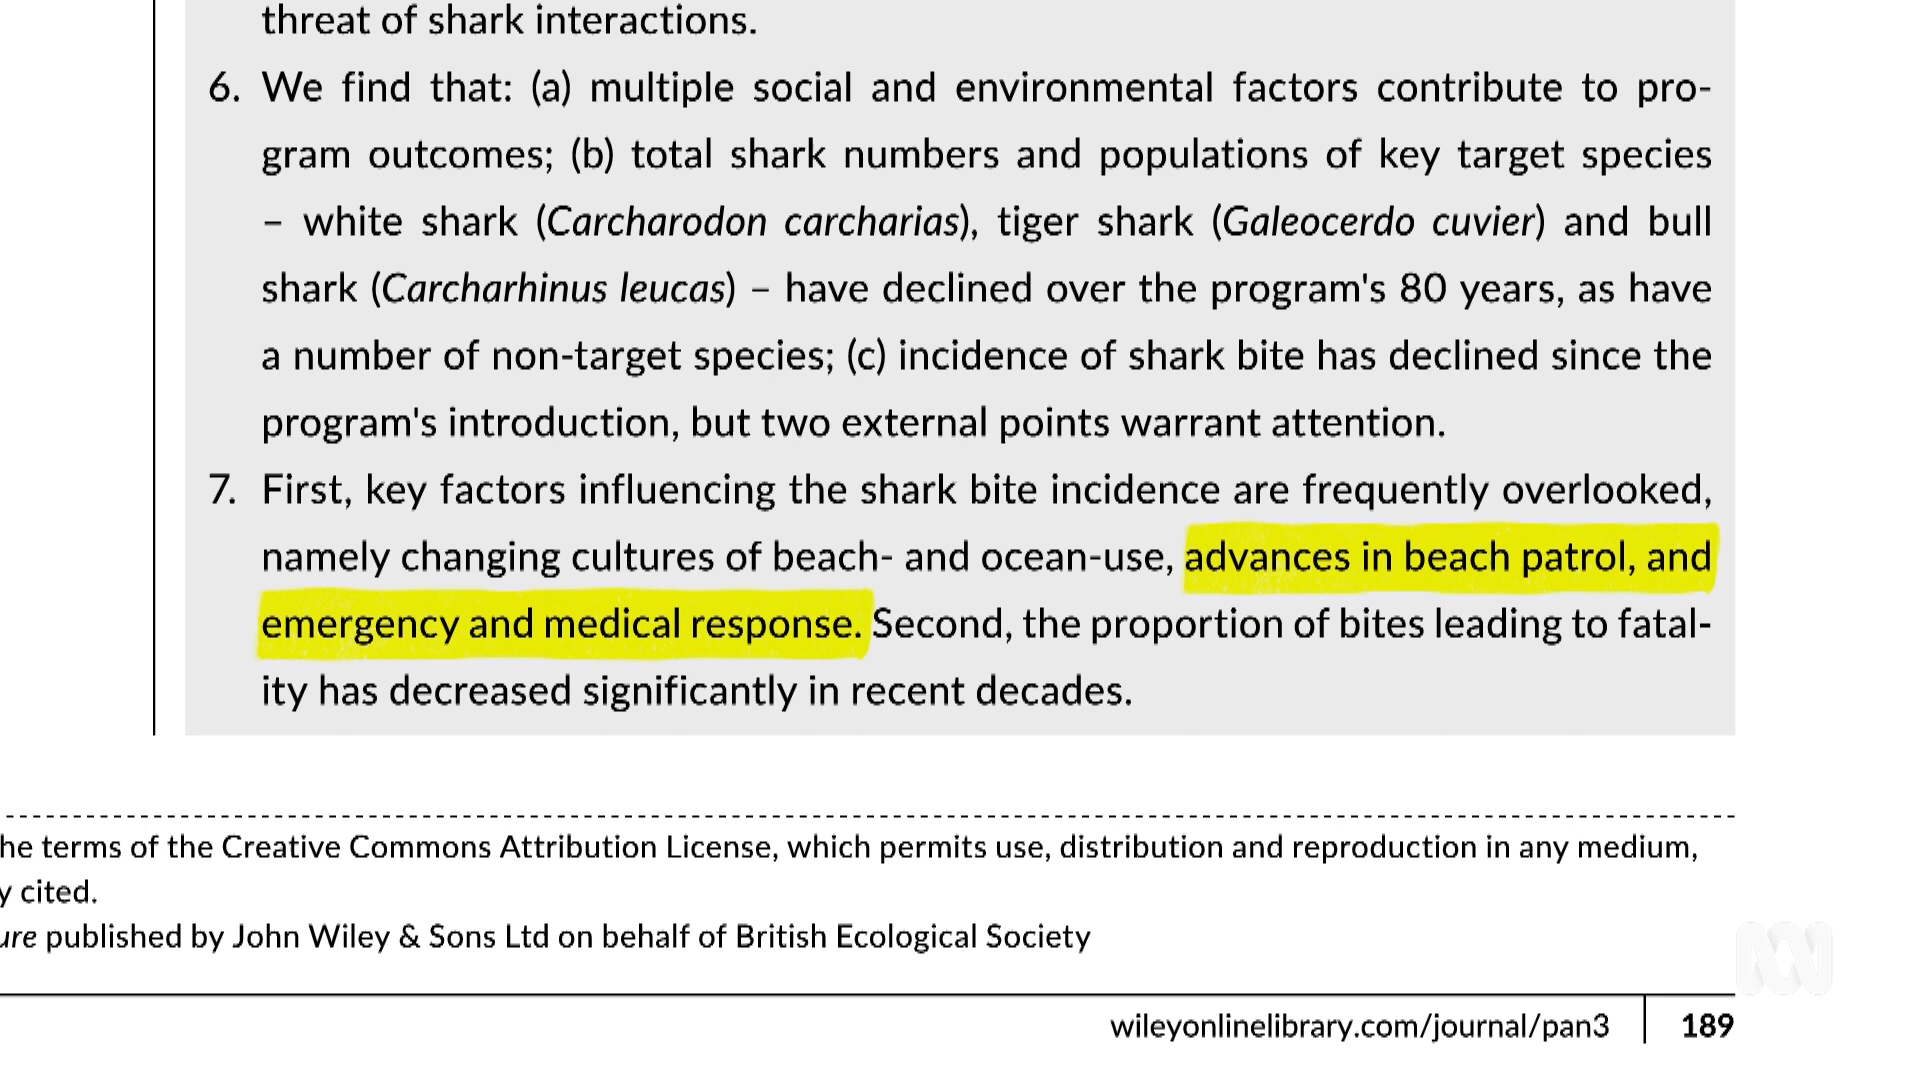 threat of shark interactions.
6. We find that: (a) multiple social and environmental factors contribute to pro-
gram outcomes; (b) total shark numbers and populations of key target species
– white shark (Carcharodon carcharias), tiger shark (Galeocerdo cuvier) and bull
shark (Carcharhinus leucas) – have declined over the program's 80 years, as have
a number of non-target species; (c) incidence of shark bite has declined since the
program's introduction, but two external points warrant attention.
7. First, key factors influencing the shark bite incidence are frequently overlooked,
namely changing cultures of beach- and ocean-use, advances in beach patrol, and
emergency and medical response. Second, the proportion of bites leading to fatal-
ity has decreased significantly in recent decades.
he terms of the Creative Commons Attribution License, which permits use, distribution and reproduction in any medium,
y cited.
ure published by John Wiley & Sons Ltd on behalf of British Ecological Society
wileyonlinelibrary.com/journal/pan3 189